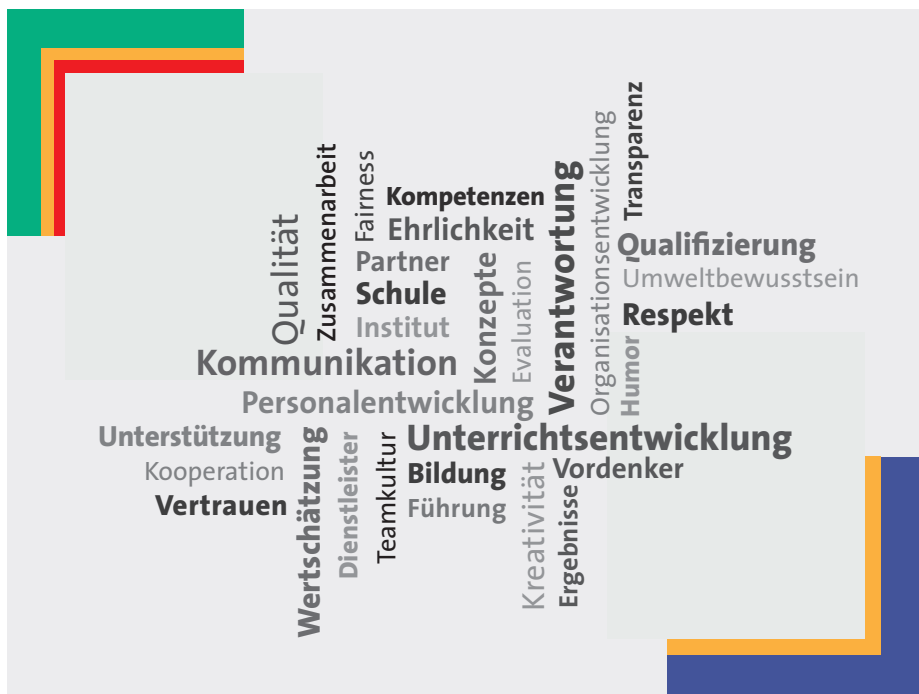 Transparenz
Organisationsentwicklung
Zusammenarbeit
Fairness
Verantwortung
Kompetenzen
Qualität
Ehrlichkeit
Qualifizierung
Partner
Konzepte
Evaluation
Umweltbewusstsein
Schule
Respekt
Institut
Humor
Kommunikation
Personalentwicklung
Unterstützung
Wertschätzung
Dienstleister
Teamkultur
Unterrichtsentwicklung
Kooperation
Bildung
Kreativität
Vordenker
Vertrauen
Führung
Ergebnisse